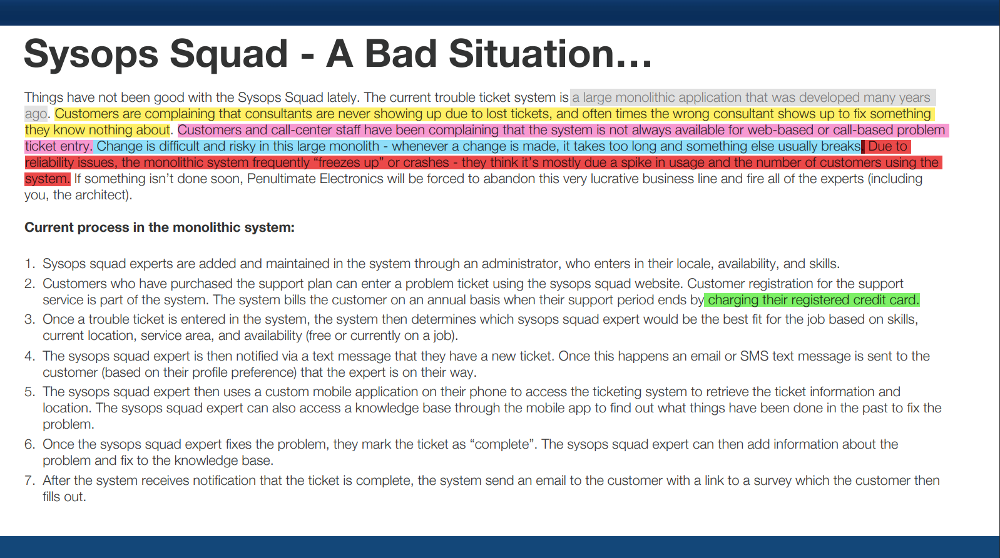 Sysops Squad - A Bad Situation...
Things have not been good with the Sysops Squad lately. The current trouble ticket system is a large monolithic application that was developed many years
ago. Customers are complaining that consultants are never showing up due to lost tickets, and often times the wrong consultant shows up to fix something
they know nothing about. Customers and call-center staff have been complaining that the system is not always available for web-based or call-based problem
ticket entry. Change is difficult and risky in this large monolith - whenever a change is made, it takes too long and something else usually breaks. Due to
reliability issues, the monolithic system frequently “freezes up” or crashes - they think it’s mostly due a spike in usage and the number of customers using the
system. If something isn’t done soon, Penultimate Electronics will be forced to abandon this very lucrative business line and fire all of the experts (including
you, the architect).
Current process in the monolithic system:
1. Sysops squad experts are added and maintained in the system through an administrator, who enters in their locale, availability, and skills.
2. Customers who have purchased the support plan can enter a problem ticket using the sysops squad website. Customer registration for the support
service is part of the system. The system bills the customer on an annual basis when their support period ends by charging their registered credit card.
3. Once a trouble ticket is entered in the system, the system then determines which sysops squad expert would be the best fit for the job based on skills,
current location, service area, and availability (free or currently on a job).
4. The sysops squad expert is then notified via a text message that they have a new ticket. Once this happens an email or SMS text message is sent to the
customer (based on their profile preference) that the expert is on their way.
5. The sysops squad expert then uses a custom mobile application on their phone to access the ticketing system to retrieve the ticket information and
location. The sysops squad expert can also access a knowledge base through the mobile app to find out what things have been done in the past to fix the
problem.
6. Once the sysops squad expert fixes the problem, they mark the ticket as “complete”. The sysops squad expert can then add information about the
problem and fix to the knowledge base.
7. After the system receives notification that the ticket is complete, the system send an email to the customer with a link to a survey which the customer then
fills out.